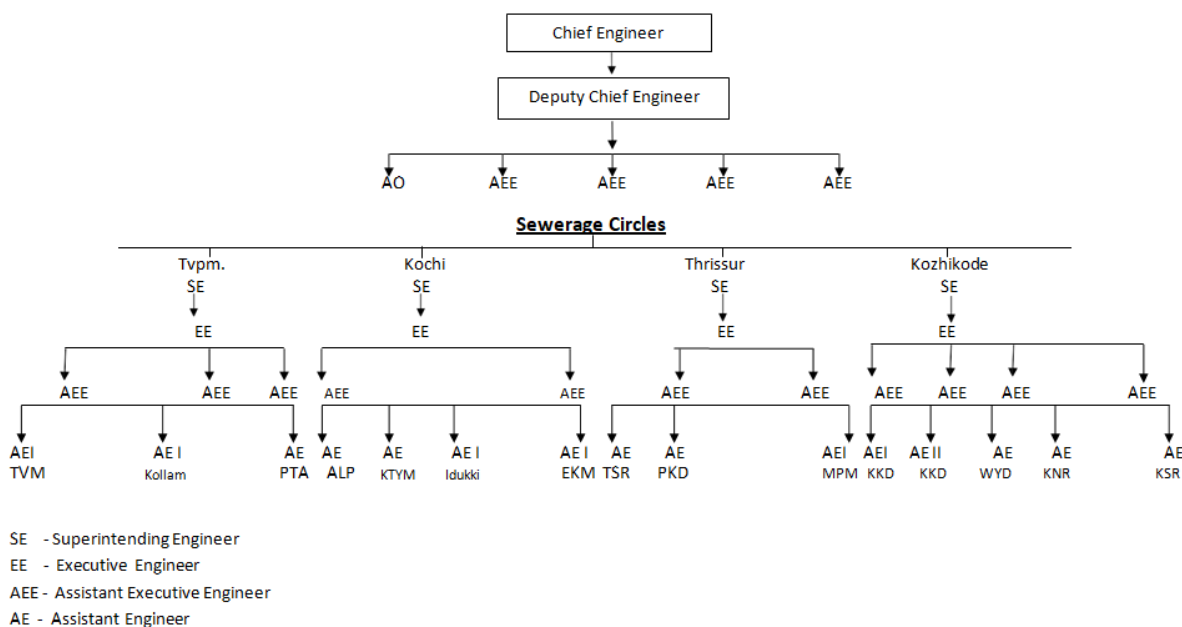 Chief Engineer
Deputy Chief Engineer
AO AEE AEE AEE AEE
Sewerage Circles
Tvpm. Kochi Thrissur Kozhikode
SE SE SE SE
EE EE EE EE
AEE AEE AEE AEE AEE AEE AEE AEE AEE AEE AEE
AEI AE I AE AE AE AE I AE I AE AE AEI AEI AE II AE AE AE
TVM Kollam PTA ALP KTYM Idukki EKM TSR PKD MPM KKD KKD WYD KNR KSR
SE - Superintending Engineer
EE - Executive Engineer
AEE - Assistant Executive Engineer
AE - Assistant Engineer